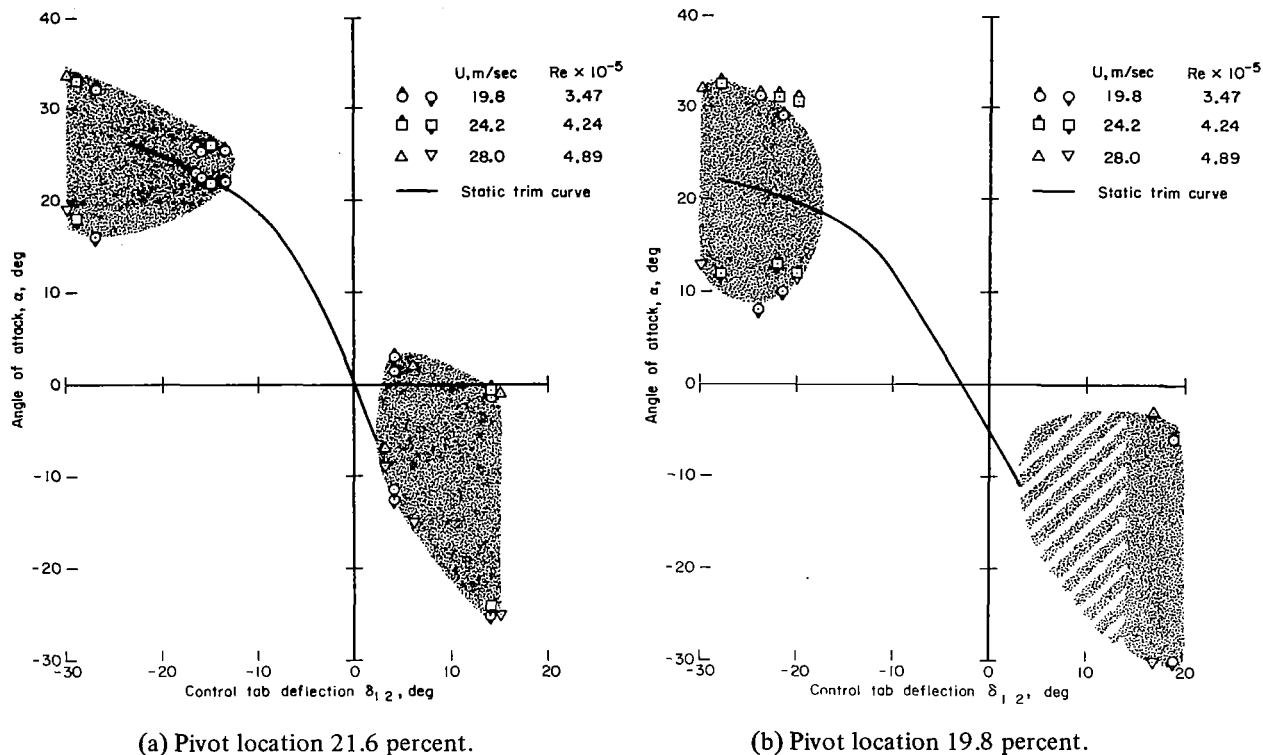 40
30
20
10
0
-10
-20
-30
-30 -20 -10 0 10 20
Angle of attack, α, deg
Control tab deflection δ₁₂, deg
U, m/sec Re × 10⁻⁵
19.8 3.47
24.2 4.24
28.0 4.89
Static trim curve
(a) Pivot location 21.6 percent.
40
30
20
10
0
-10
-20
-30
-30 -20 -10 0 10 20
Angle of attack, α, deg
Control tab deflection δ₁₂, deg
U, m/sec Re × 10⁻⁵
19.8 3.47
24.2 4.24
28.0 4.89
Static trim curve
(b) Pivot location 19.8 percent.